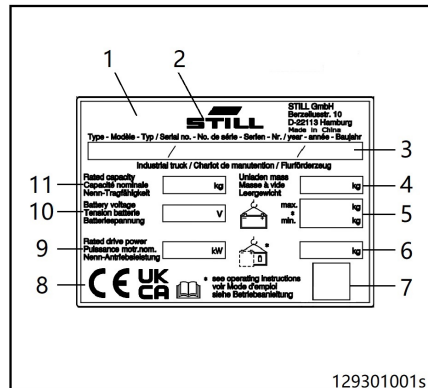 1
2
STILL
STILL GmbH
Berzeliusstr. 10
D-22113 Hamburg
Made in China
Type - Modèle - Typ / Serial no. - No. de série - Serien - Nr. / year - année - Baujahr
/ /
3
Industrial truck / Chariot de manutention / Flurförderzeug
11
Rated capacity
Capacité nominale
Nenn-Tragfähigkeit
kg
Unladen mass
Masse à vide
Leergewicht
kg
4
10
Battery voltage
Tension batterie
Batteriespannung
V
max.
*
min.
kg
kg
5
9
Rated drive power
Puissance motr.nom.
Nenn-Antriebsleistung
kW
*
kg
6
8
CE UK
CA
* see operating instructions
voir Mode d'emploi
siehe Betriebsanleitung
7
129301001s